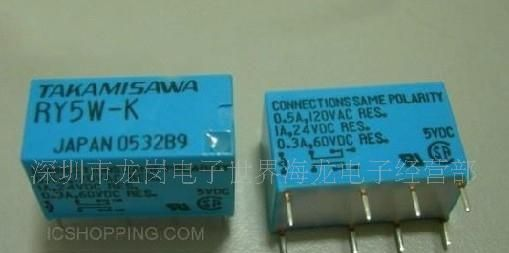 TAKAMISAWA
RY5W-K
JAPAN 0532B9
1A,24VDC RES.
0.3A,60VDC RES.
5VDC
CONNECTIONS SAME POLARITY
0.5A,120VAC RES.
1A,24VDC RES.
0.3A,60VDC RES.
5VDC
深圳市龙岗电子世界海龙电子经营部
ICSHOPPING.COM